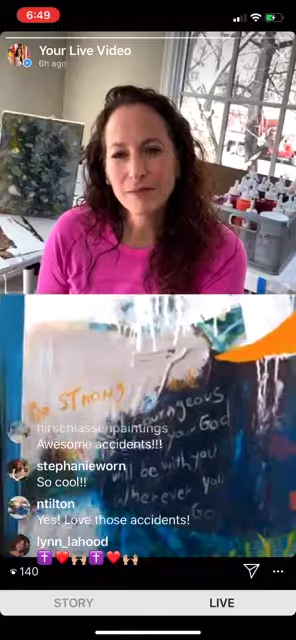 6:49
Your Live Video
6h ago
Be STRONG
courageous
your God
will be with you
wherever you
Go
hirschlassenpaintings
Awesome accidents!!!
stephanieworn
So cool!!
ntilton
Yes! Love those accidents!
lynn_lahood
✝️❤️🙌🏼✝️❤️🙌🏼
140
STORY LIVE